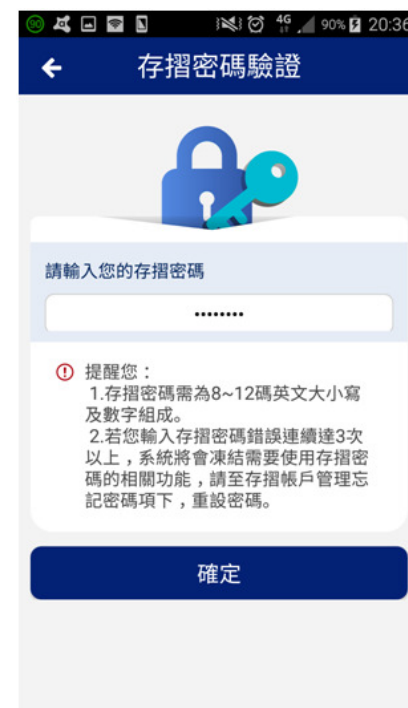 90 4G 90% 20:36
存摺密碼驗證
請輸入您的存摺密碼
••••••••
提醒您：
1.存摺密碼需為8~12碼英文大小寫
及數字組成。
2.若您輸入存摺密碼錯誤連續達3次
以上，系統將會凍結需要使用存摺密
碼的相關功能，請至存摺帳戶管理忘
記密碼項下，重設密碼。
確定